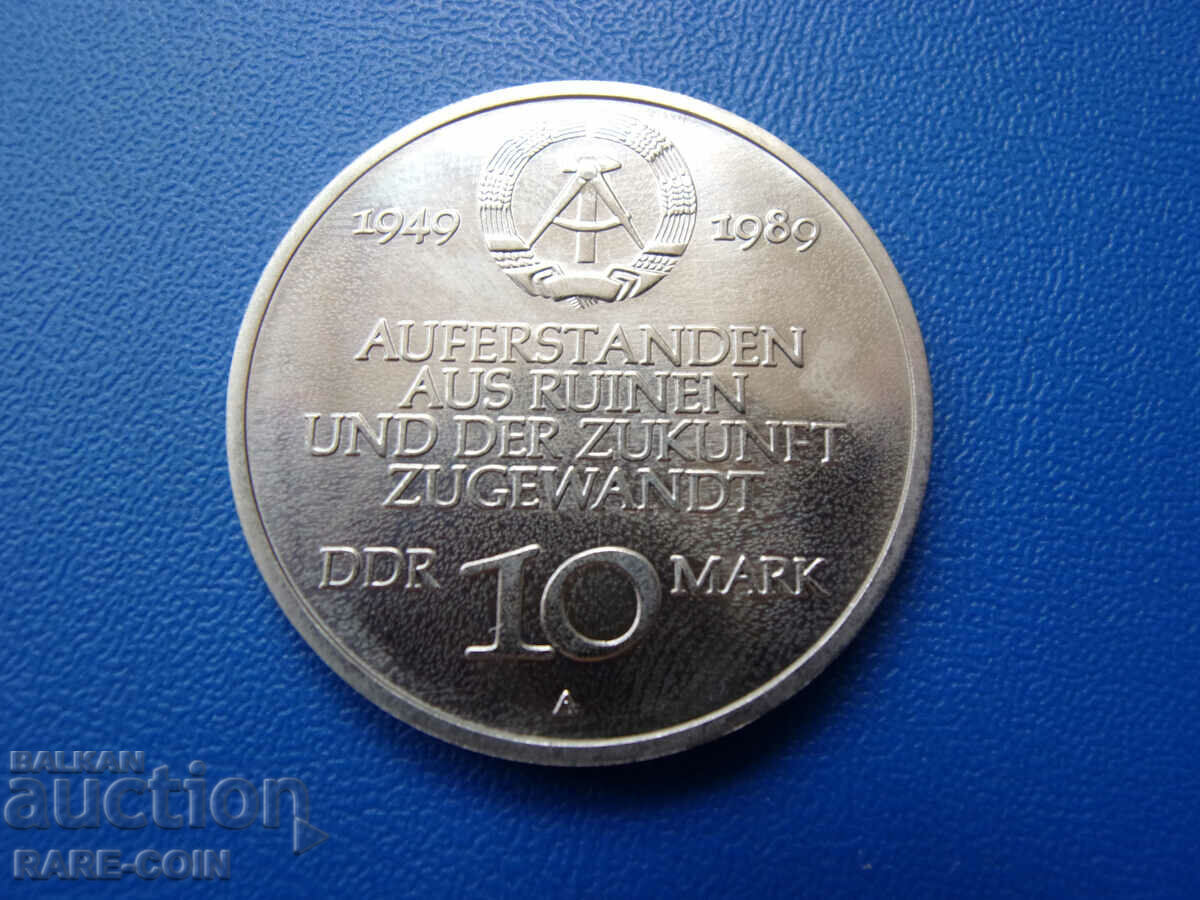 1949 1989
AUFERSTANDEN
AUS RUINEN
UND DER ZUKUNFT
ZUGEWANDT
DDR 10 MARK
A
BALKAN
auction
RARE-COIN